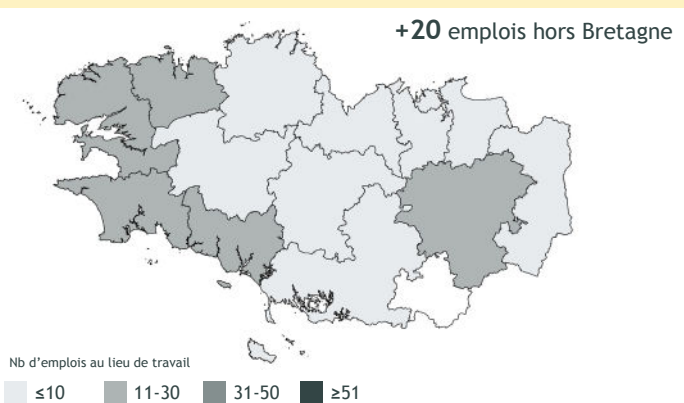 +20 emplois hors Bretagne
Nb d'emplois au lieu de travail
≤10 11-30 31-50 ≥51